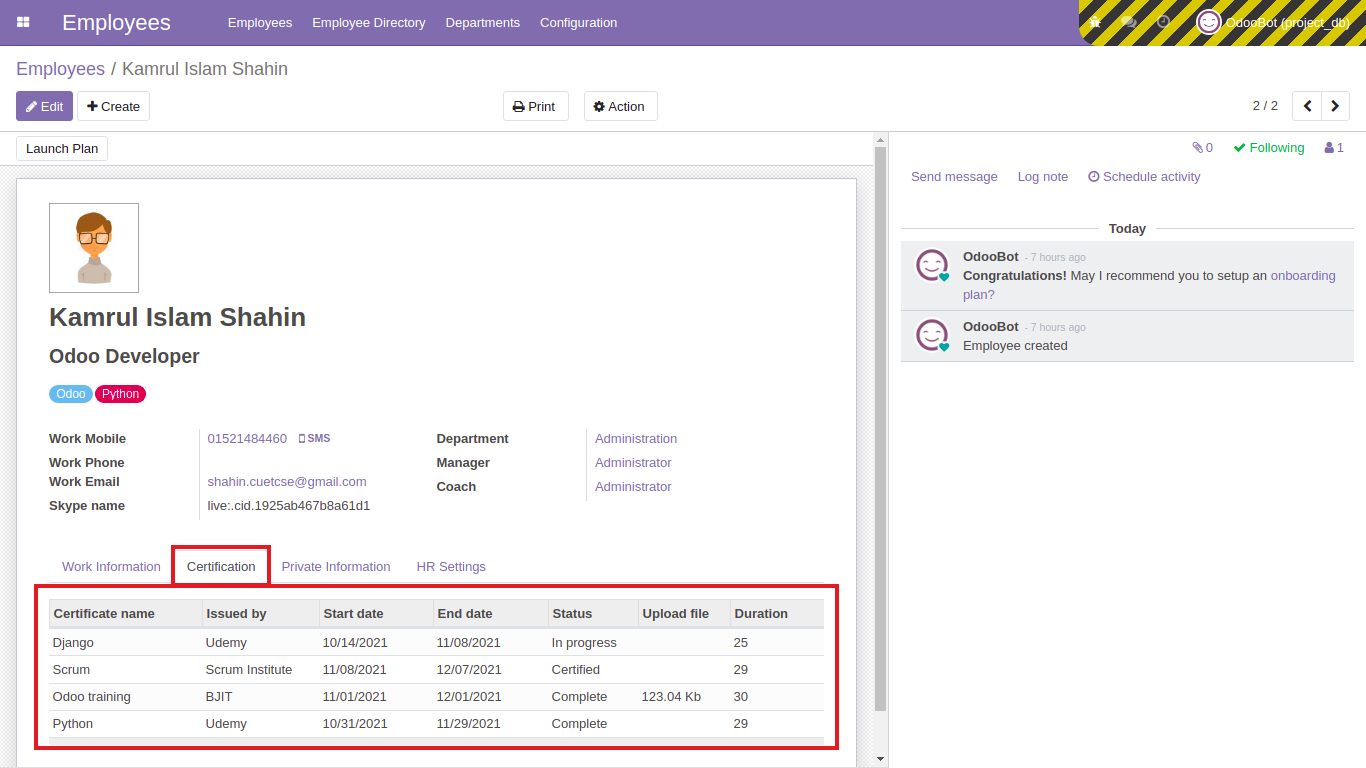 Employees Employees Employee Directory Departments Configuration OdooBot (project_db)
Employees / Kamrul Islam Shahin
Edit Create Print Action 2 / 2
Launch Plan
0 Following 1
Send message Log note Schedule activity
Kamrul Islam Shahin
Odoo Developer
Odoo Python
Work Mobile 01521484460 SMS
Work Phone
Work Email shahin.cuetcse@gmail.com
Skype name live:.cid.1925ab467b8a61d1
Department Administration
Manager Administrator
Coach Administrator
Work Information Certification Private Information HR Settings
Certificate name Issued by Start date End date Status Upload file Duration
Django Udemy 10/14/2021 11/08/2021 In progress 25
Scrum Scrum Institute 11/08/2021 12/07/2021 Certified 29
Odoo training BJIT 11/01/2021 12/01/2021 Complete 123.04 Kb 30
Python Udemy 10/31/2021 11/29/2021 Complete 29
Today
OdooBot - 7 hours ago
Congratulations! May I recommend you to setup an onboarding
plan?
OdooBot - 7 hours ago
Employee created